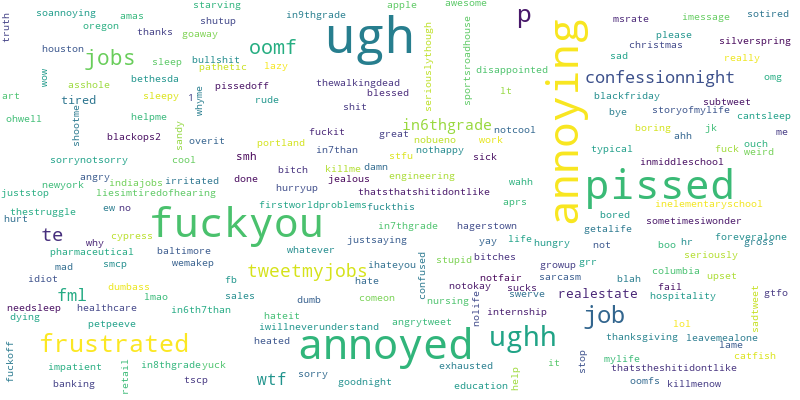 soannoying
amas
starving
in9thgrade
apple
awesome
truth
oregon
thanks
shutup
ugh
p
msrate
imessage
sotired
houston
goaway
oomf
seriouslythough
sportsroadhouse
annoying
christmas
please
silverspring
wow
jobs
sleep
bullshit
pathetic
lazy
thewalkingdead
disappointed
sad
really
bethesda
asshole
pissedoff
blessed
lt
confessionnight
omg
art
tired
sleepy
1
whyme
rude
shit
blackfriday
subtweet
ohwell
shootme
helpme
sandy
overit
fuckit
great
in6thgrade
notcool
bye
storyofmylife
cantsleep
blackops2
portland
in7than
nobueno
work
boring
ahh
jk
me
sorrynotsorry
cool
smh
stfu
nothappy
sick
typical
fuck
ouch
weird
angry
irritated
bitch
killme
damn
engineering
inmiddleschool
newyork
indiajobs
done
jealous
wahh
pissed
juststop
liesimtiredofhearing
hurryup
thatsthatshitidontlike
aprs
inelementaryschool
thestruggle
ew
no
firstworldproblems
fuckthis
bored
sometimesiwonder
hurt
fuckyou
in7thgrade
hagerstown
life
getalife
foreveralone
te
why
cypress
justsaying
yay
hungry
not
boo
hr
gross
pharmaceutical
baltimore
whatever
ihateyou
confused
stupid
bitches
grr
seriously
mad
smcp
wemakep
tweetmyjobs
growup
columbia
upset
idiot
dumbass
fb
hate
notfair
sarcasm
blah
fail
gtfo
fml
lmao
sales
dumb
comeon
nursing
notokay
sucks
swerve
realestate
hospitality
sadtweet
needsleep
healthcare
in6th7than
hateit
nolife
internship
job
lol
dying
petpeeve
iwillneverunderstand
angrytweet
ughh
thanksgiving
leavemealone
frustrated
heated
annoyed
lame
fuckoff
impatient
retail
in8thgrade
yuck
exhausted
help
it
stop
mylife
catfish
banking
tscp
wtf
sorry
goodnight
education
thatstheshitidontlike
oomfs
killmenow